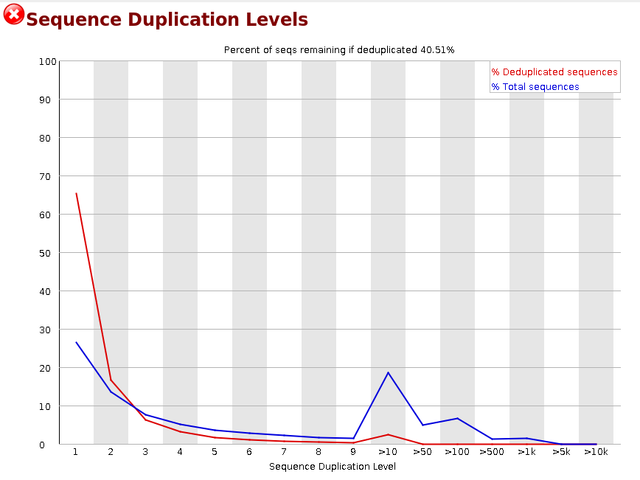 Sequence Duplication Levels
Percent of seqs remaining if deduplicated 40.51%
% Deduplicated sequences
% Total sequences
100
90
80
70
60
50
40
30
20
10
0
1 2 3 4 5 6 7 8 9 >10 >50 >100 >500 >1k >5k >10k
Sequence Duplication Level